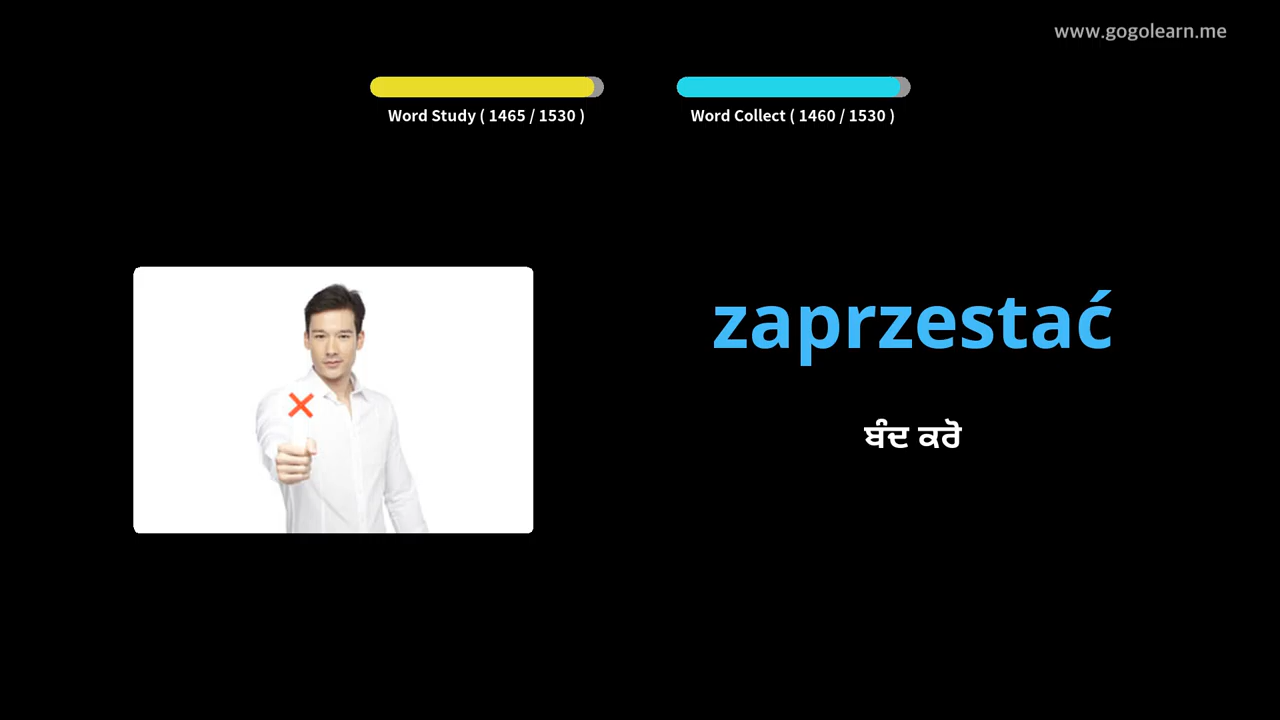 www.gogolearn.me
Word Study ( 1465 / 1530 )
Word Collect ( 1460 / 1530 )
zaprzestać
ਬੰਦ ਕਰੋ